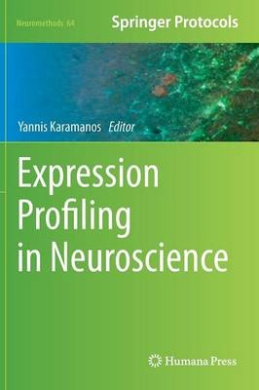 Neuromethods 64
Springer Protocols
Yannis Karamanos Editor
Expression
Profiling
in Neuroscience
Humana Press